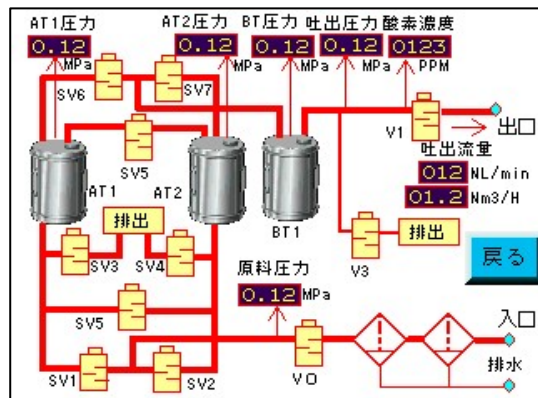 AT1圧力 AT2圧力 BT圧力 吐出圧力 酸素濃度
0.12 0.12 0.12 0.12 0123
MPa MPa MPa MPa PPM
SV6 SV7
V1 出口
SV5
吐出流量
AT1 AT2 012 NL/min
排出 BT1 01.2 Nm3/H
SV3 SV4 V3 排出
戻る
原料圧力
0.12 MPa
SV5 入口
SV1 SV2 V0 排水